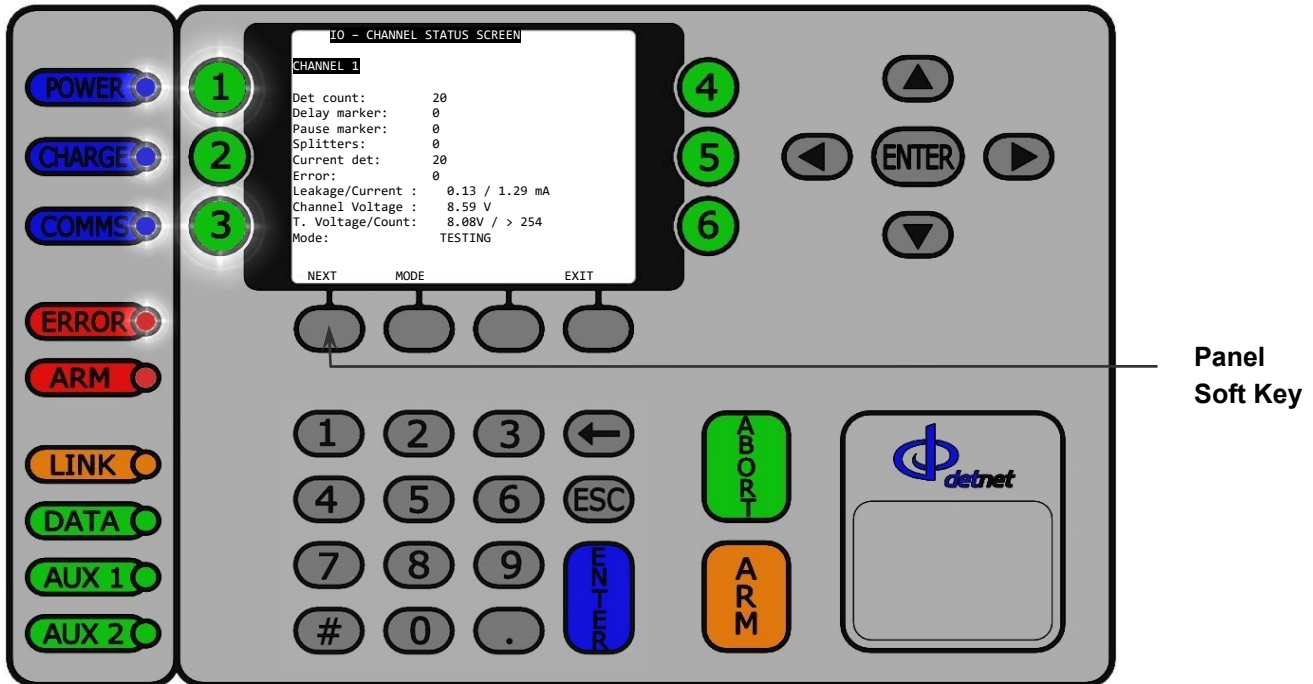 POWER
CHARGE
COMMS
ERROR
ARM
LINK
DATA
AUX 1
AUX 2
1
2
3
IO – CHANNEL STATUS SCREEN
CHANNEL 1
Det count: 20
Delay marker: 0
Pause marker: 0
Splitters: 0
Current det: 20
Error: 0
Leakage/Current : 0.13 / 1.29 mA
Channel Voltage : 8.59 V
T. Voltage/Count: 8.08V / > 254
Mode: TESTING
NEXT MODE EXIT
4
5
6
ENTER
Panel
Soft Key
1 2 3
4 5 6 ESC
7 8 9
# 0 .
ENTER
ABORT
ARM
detnet